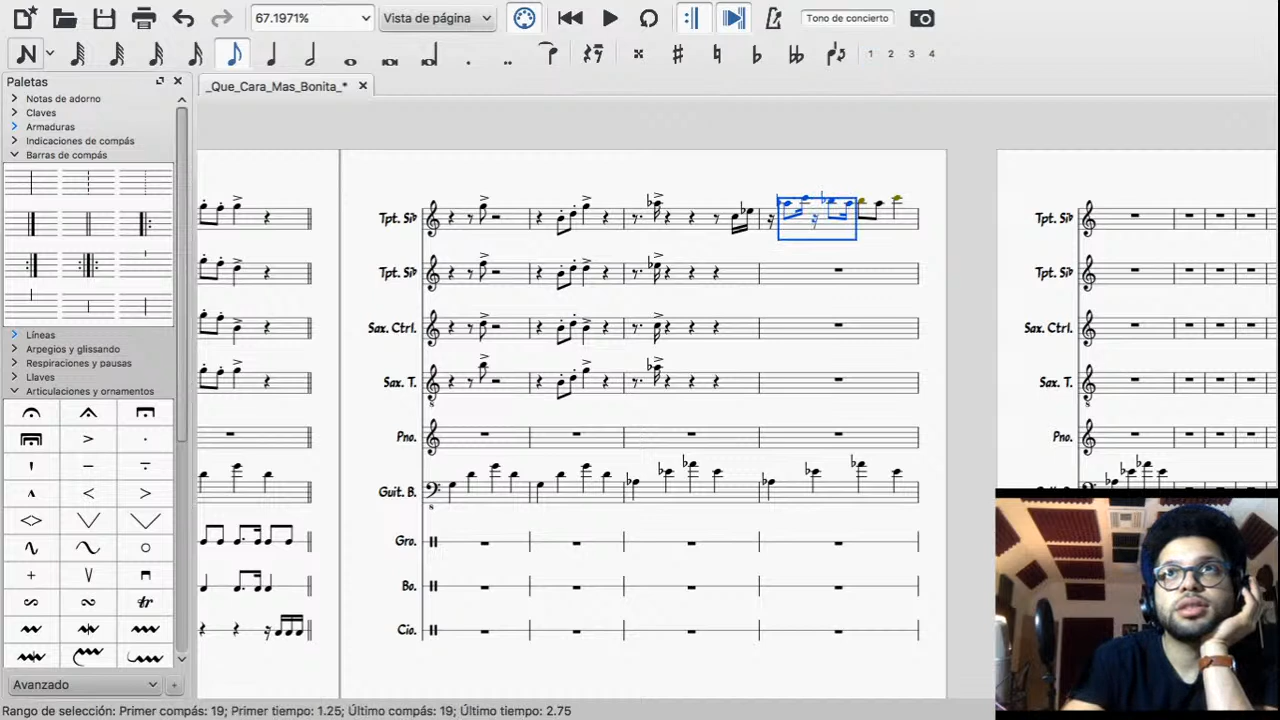 67.1971%
Vista de página
Tono de concierto
1 2 3 4
Paletas
_Que_Cara_Mas_Bonita_*
Notas de adorno
Claves
Armaduras
Indicaciones de compás
Barras de compás
Líneas
Arpegios y glissando
Respiraciones y pausas
Llaves
Articulaciones y ornamentos
tr
Avanzado
Tpt. Si♭
Tpt. Si♭
Sax. Ctrl.
Sax. T.
Pno.
Guit. B.
Gro.
Bo.
Cio.
Tpt. Si♭
Tpt. Si♭
Sax. Ctrl.
Sax. T.
Pno.
Rango de selección: Primer compás: 19; Primer tiempo: 1.25; Último compás: 19; Último tiempo: 2.75